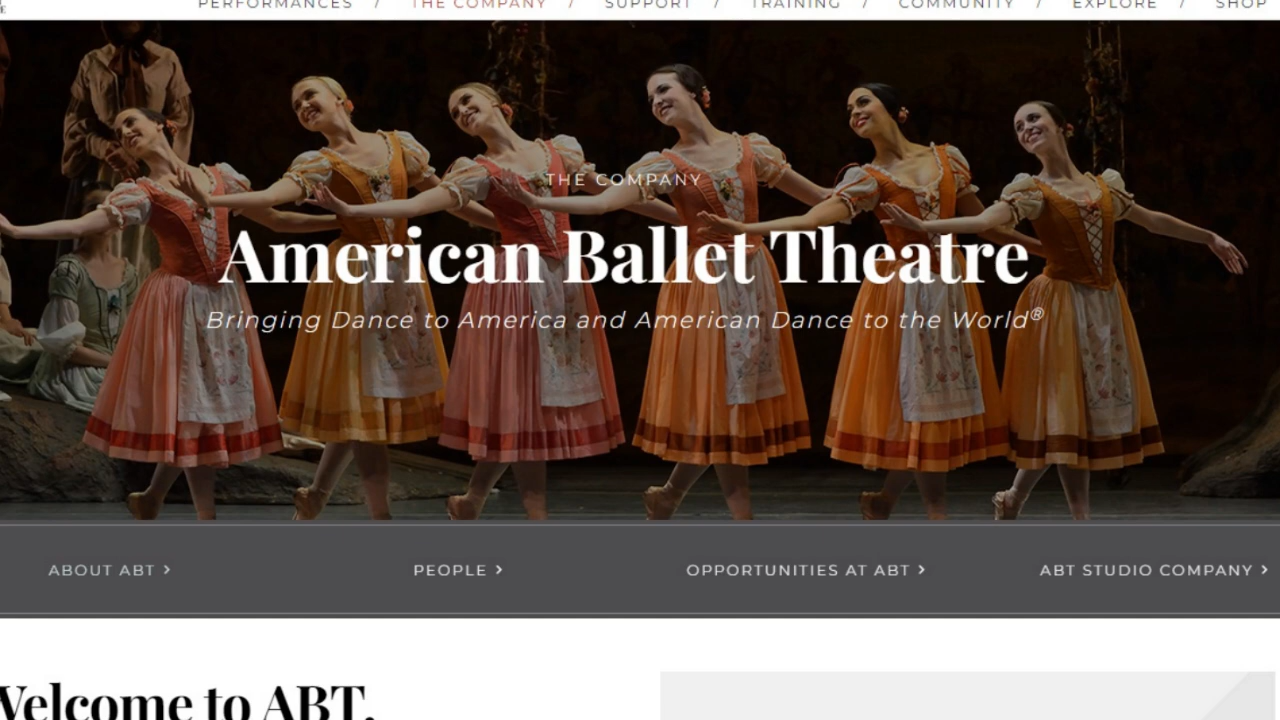 PERFORMANCES / THE COMPANY / SUPPORT / TRAINING / COMMUNITY / EXPLORE / SHOP
THE COMPANY
American Ballet Theatre
Bringing Dance to America and American Dance to the World®
ABOUT ABT > PEOPLE > OPPORTUNITIES AT ABT > ABT STUDIO COMPANY >
Welcome to ABT.